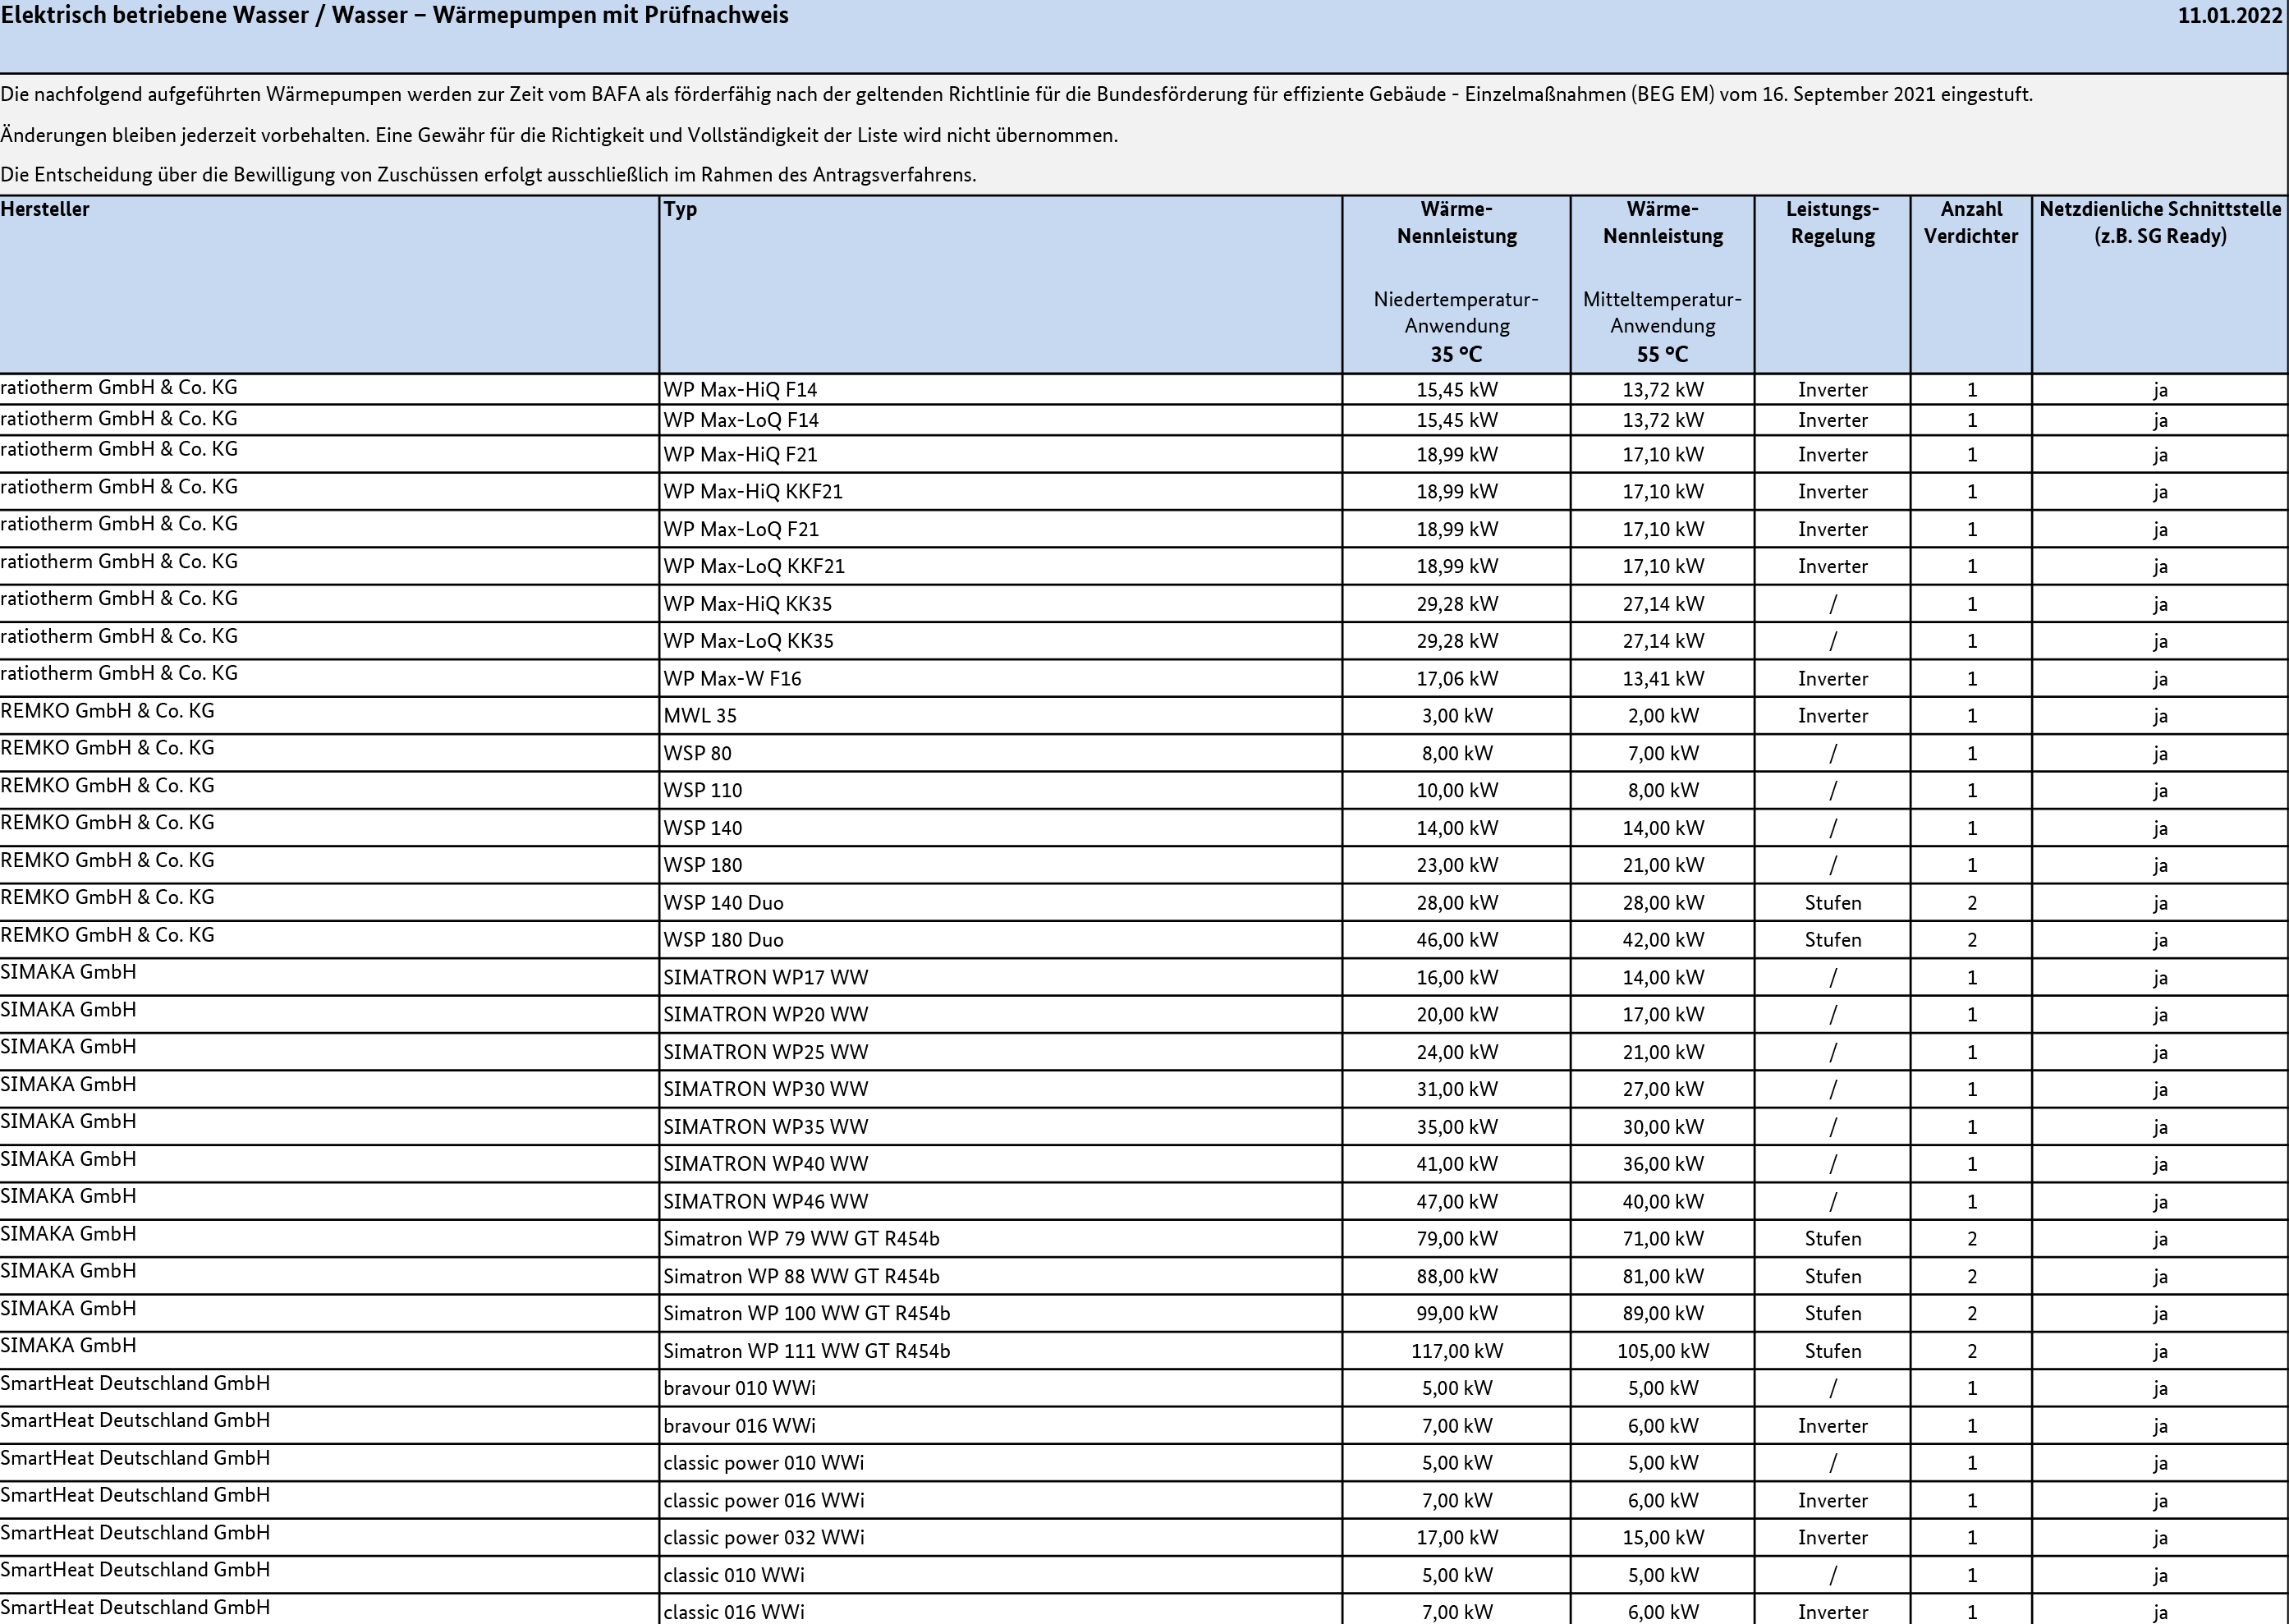 Elektrisch betriebene Wasser / Wasser – Wärmepumpen mit Prüfnachweis 11.01.2022
Die nachfolgend aufgeführten Wärmepumpen werden zur Zeit vom BAFA als förderfähig nach der geltenden Richtlinie für die Bundesförderung für effiziente Gebäude - Einzelmaßnahmen (BEG EM) vom 16. September 2021 eingestuft.
Änderungen bleiben jederzeit vorbehalten. Eine Gewähr für die Richtigkeit und Vollständigkeit der Liste wird nicht übernommen.
Die Entscheidung über die Bewilligung von Zuschüssen erfolgt ausschließlich im Rahmen des Antragsverfahrens.
Hersteller Typ Wärme- Wärme- Leistungs- Anzahl Netzdienliche Schnittstelle
Nennleistung Nennleistung Regelung Verdichter (z.B. SG Ready)
Niedertemperatur- Mitteltemperatur-
Anwendung Anwendung
35 °C 55 °C
ratiotherm GmbH & Co. KG WP Max-HiQ F14 15,45 kW 13,72 kW Inverter 1 ja
ratiotherm GmbH & Co. KG WP Max-LoQ F14 15,45 kW 13,72 kW Inverter 1 ja
ratiotherm GmbH & Co. KG WP Max-HiQ F21 18,99 kW 17,10 kW Inverter 1 ja
ratiotherm GmbH & Co. KG WP Max-HiQ KKF21 18,99 kW 17,10 kW Inverter 1 ja
ratiotherm GmbH & Co. KG WP Max-LoQ F21 18,99 kW 17,10 kW Inverter 1 ja
ratiotherm GmbH & Co. KG WP Max-LoQ KKF21 18,99 kW 17,10 kW Inverter 1 ja
ratiotherm GmbH & Co. KG WP Max-HiQ KK35 29,28 kW 27,14 kW / 1 ja
ratiotherm GmbH & Co. KG WP Max-LoQ KK35 29,28 kW 27,14 kW / 1 ja
ratiotherm GmbH & Co. KG WP Max-W F16 17,06 kW 13,41 kW Inverter 1 ja
REMKO GmbH & Co. KG MWL 35 3,00 kW 2,00 kW Inverter 1 ja
REMKO GmbH & Co. KG WSP 80 8,00 kW 7,00 kW / 1 ja
REMKO GmbH & Co. KG WSP 110 10,00 kW 8,00 kW / 1 ja
REMKO GmbH & Co. KG WSP 140 14,00 kW 14,00 kW / 1 ja
REMKO GmbH & Co. KG WSP 180 23,00 kW 21,00 kW / 1 ja
REMKO GmbH & Co. KG WSP 140 Duo 28,00 kW 28,00 kW Stufen 2 ja
REMKO GmbH & Co. KG WSP 180 Duo 46,00 kW 42,00 kW Stufen 2 ja
SIMAKA GmbH SIMATRON WP17 WW 16,00 kW 14,00 kW / 1 ja
SIMAKA GmbH SIMATRON WP20 WW 20,00 kW 17,00 kW / 1 ja
SIMAKA GmbH SIMATRON WP25 WW 24,00 kW 21,00 kW / 1 ja
SIMAKA GmbH SIMATRON WP30 WW 31,00 kW 27,00 kW / 1 ja
SIMAKA GmbH SIMATRON WP35 WW 35,00 kW 30,00 kW / 1 ja
SIMAKA GmbH SIMATRON WP40 WW 41,00 kW 36,00 kW / 1 ja
SIMAKA GmbH SIMATRON WP46 WW 47,00 kW 40,00 kW / 1 ja
SIMAKA GmbH Simatron WP 79 WW GT R454b 79,00 kW 71,00 kW Stufen 2 ja
SIMAKA GmbH Simatron WP 88 WW GT R454b 88,00 kW 81,00 kW Stufen 2 ja
SIMAKA GmbH Simatron WP 100 WW GT R454b 99,00 kW 89,00 kW Stufen 2 ja
SIMAKA GmbH Simatron WP 111 WW GT R454b 117,00 kW 105,00 kW Stufen 2 ja
SmartHeat Deutschland GmbH bravour 010 WWi 5,00 kW 5,00 kW / 1 ja
SmartHeat Deutschland GmbH bravour 016 WWi 7,00 kW 6,00 kW Inverter 1 ja
SmartHeat Deutschland GmbH classic power 010 WWi 5,00 kW 5,00 kW / 1 ja
SmartHeat Deutschland GmbH classic power 016 WWi 7,00 kW 6,00 kW Inverter 1 ja
SmartHeat Deutschland GmbH classic power 032 WWi 17,00 kW 15,00 kW Inverter 1 ja
SmartHeat Deutschland GmbH classic 010 WWi 5,00 kW 5,00 kW / 1 ja
SmartHeat Deutschland GmbH classic 016 WWi 7,00 kW 6,00 kW Inverter 1 ja